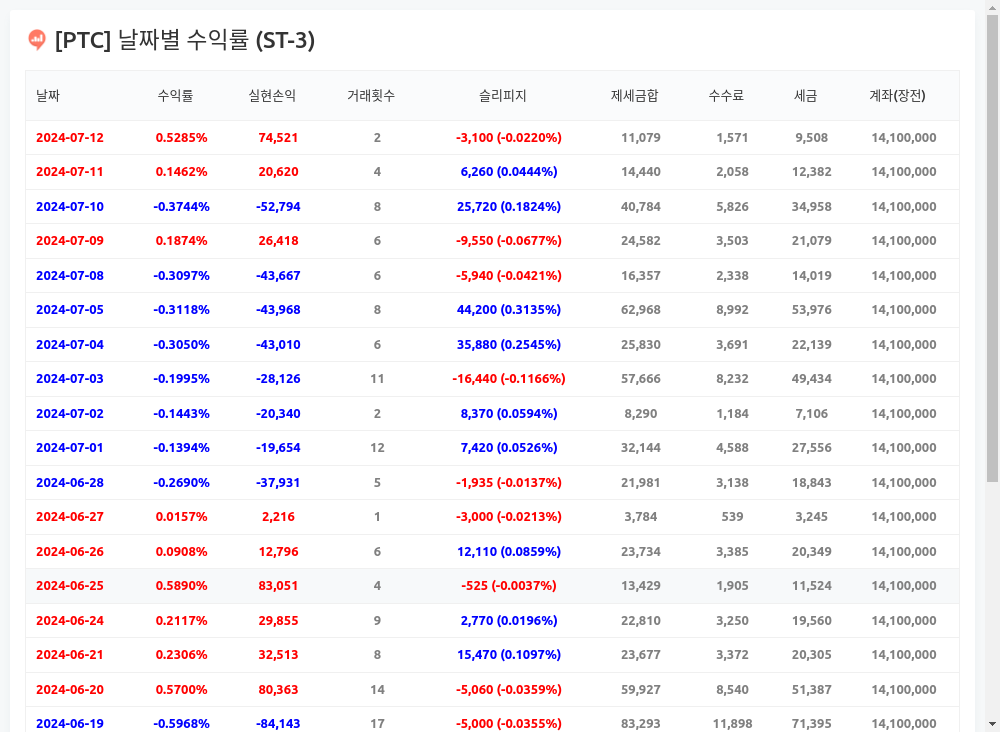 [PTC] 날짜별 수익률 (ST-3)
날짜 수익률 실현손익 거래횟수 슬리피지 제세금합 수수료 세금 계좌(장전)
2024-07-12 0.5285% 74,521 2 -3,100 (-0.0220%) 11,079 1,571 9,508 14,100,000
2024-07-11 0.1462% 20,620 4 6,260 (0.0444%) 14,440 2,058 12,382 14,100,000
2024-07-10 -0.3744% -52,794 8 25,720 (0.1824%) 40,784 5,826 34,958 14,100,000
2024-07-09 0.1874% 26,418 6 -9,550 (-0.0677%) 24,582 3,503 21,079 14,100,000
2024-07-08 -0.3097% -43,667 6 -5,940 (-0.0421%) 16,357 2,338 14,019 14,100,000
2024-07-05 -0.3118% -43,968 8 44,200 (0.3135%) 62,968 8,992 53,976 14,100,000
2024-07-04 -0.3050% -43,010 6 35,880 (0.2545%) 25,830 3,691 22,139 14,100,000
2024-07-03 -0.1995% -28,126 11 -16,440 (-0.1166%) 57,666 8,232 49,434 14,100,000
2024-07-02 -0.1443% -20,340 2 8,370 (0.0594%) 8,290 1,184 7,106 14,100,000
2024-07-01 -0.1394% -19,654 12 7,420 (0.0526%) 32,144 4,588 27,556 14,100,000
2024-06-28 -0.2690% -37,931 5 -1,935 (-0.0137%) 21,981 3,138 18,843 14,100,000
2024-06-27 0.0157% 2,216 1 -3,000 (-0.0213%) 3,784 539 3,245 14,100,000
2024-06-26 0.0908% 12,796 6 12,110 (0.0859%) 23,734 3,385 20,349 14,100,000
2024-06-25 0.5890% 83,051 4 -525 (-0.0037%) 13,429 1,905 11,524 14,100,000
2024-06-24 0.2117% 29,855 9 2,770 (0.0196%) 22,810 3,250 19,560 14,100,000
2024-06-21 0.2306% 32,513 8 15,470 (0.1097%) 23,677 3,372 20,305 14,100,000
2024-06-20 0.5700% 80,363 14 -5,060 (-0.0359%) 59,927 8,540 51,387 14,100,000
2024-06-19 -0.5968% -84,143 17 -5,000 (-0.0355%) 83,293 11,898 71,395 14,100,000